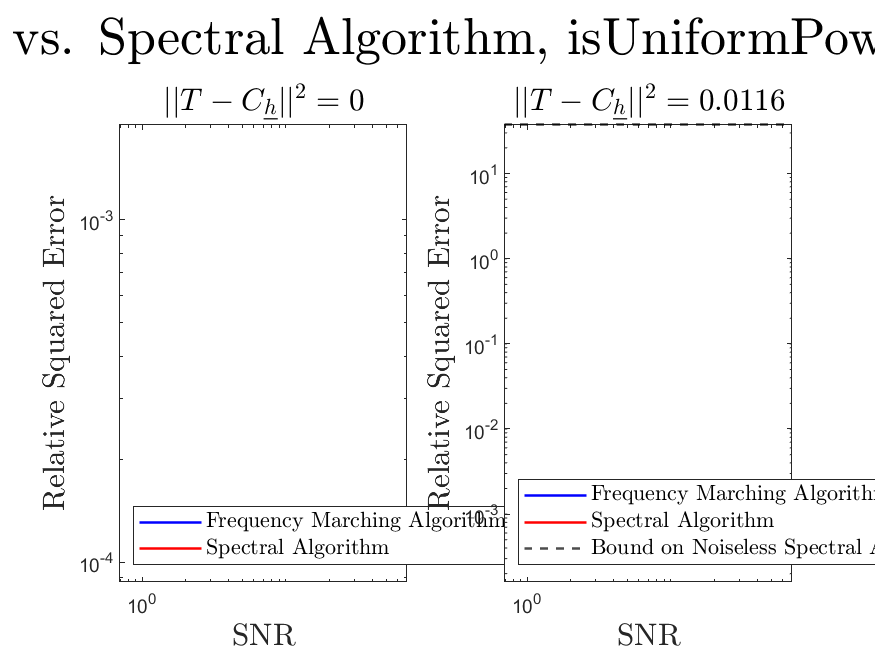 vs. Spectral Algorithm, isUniformPow
||T − C_h||² = 0
Relative Squared Error
10^-3
10^-4
10^0
SNR
Frequency Marching Algorithm
Spectral Algorithm
||T − C_h||² = 0.0116
Relative Squared Error
10^1
10^0
10^-1
10^-2
10^-3
10^0
SNR
Frequency Marching Algorith
Spectral Algorithm
Bound on Noiseless Spectral A